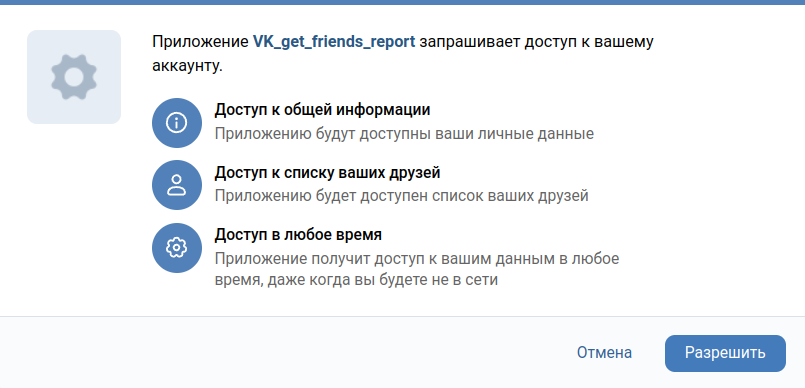 Приложение VK_get_friends_report запрашивает доступ к вашему
аккаунту.
Доступ к общей информации
Приложению будут доступны ваши личные данные
Доступ к списку ваших друзей
Приложению будет доступен список ваших друзей
Доступ в любое время
Приложение получит доступ к вашим данным в любое
время, даже когда вы будете не в сети
Отмена
Разрешить